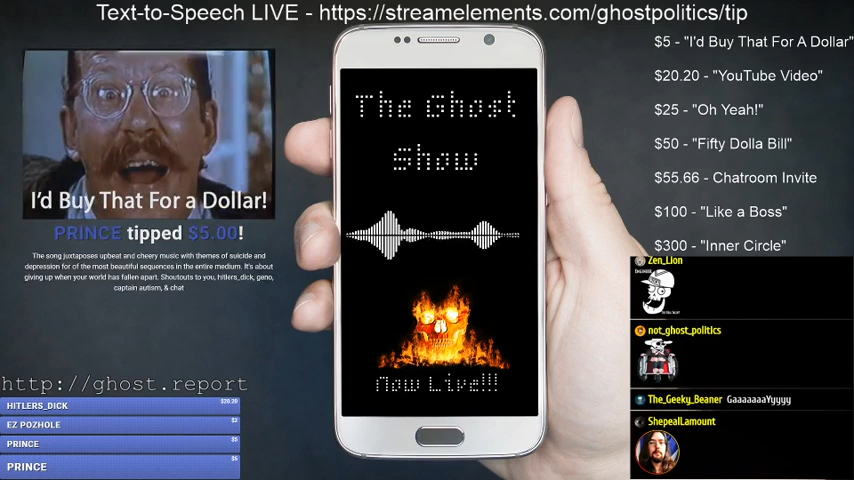 Text-to-Speech LIVE - https://streamelements.com/ghostpolitics/tip
I'd Buy That For a Dollar!
PRINCE tipped $5.00!
The song juxtaposes upbeat and cheery music with themes of suicide and
depression for of the most beautiful sequences in the entire medium. It's about
giving up when your world has fallen apart. Shoutouts to you, hitlers_dick, geno,
captain autism, & chat
http://ghost.report
HITLERS_DICK $20.20
EZ POZHOLE $3
PRINCE $5
PRINCE $5
The Ghost
Show
Now Live!!!
$5 - "I'd Buy That For A Dollar"
$20.20 - "YouTube Video"
$25 - "Oh Yeah!"
$50 - "Fifty Dolla Bill"
$55.66 - Chatroom Invite
$100 - "Like a Boss"
$300 - "Inner Circle"
Zen_Lion
not_ghost_politics
The_Geeky_Beaner GaaaaaaaYyyyy
ShepealLamount